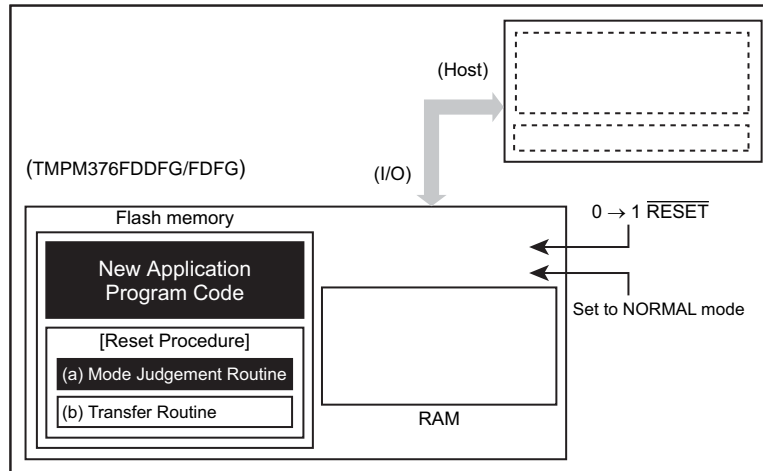 (Host)
(TMPM376FDDFG/FDFG)
(I/O)
Flash memory
0 → 1 RESET
New Application
Program Code
Set to NORMAL mode
[Reset Procedure]
(a) Mode Judgement Routine
(b) Transfer Routine
RAM